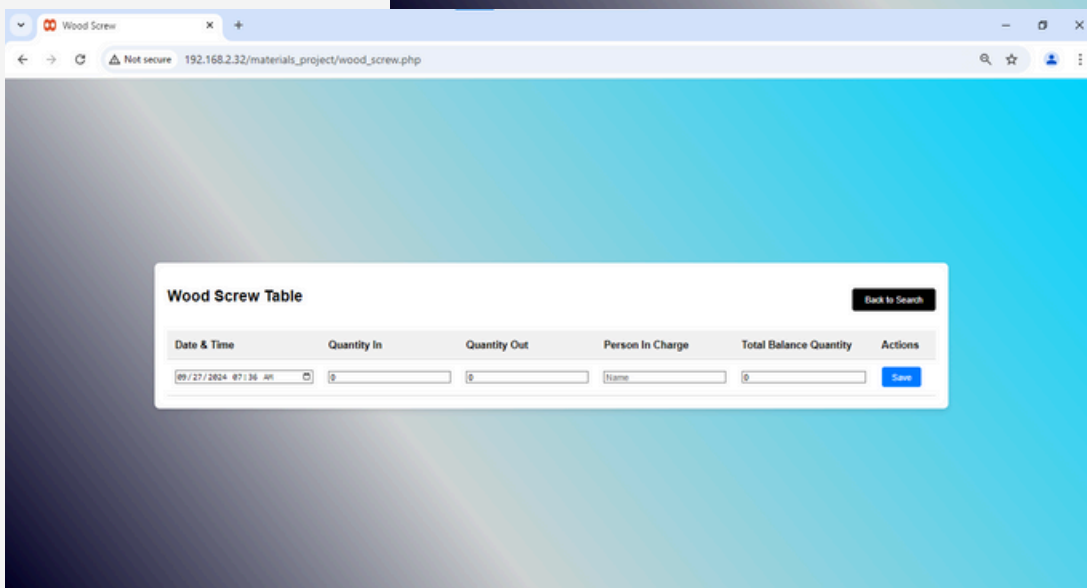 Wood Screw
Not secure 192.168.2.32/materials_project/wood_screw.php
Wood Screw Table
Back to Search
Date & Time Quantity In Quantity Out Person In Charge Total Balance Quantity Actions
09/27/2024 07:36 AM 0 0 Name 0 Save